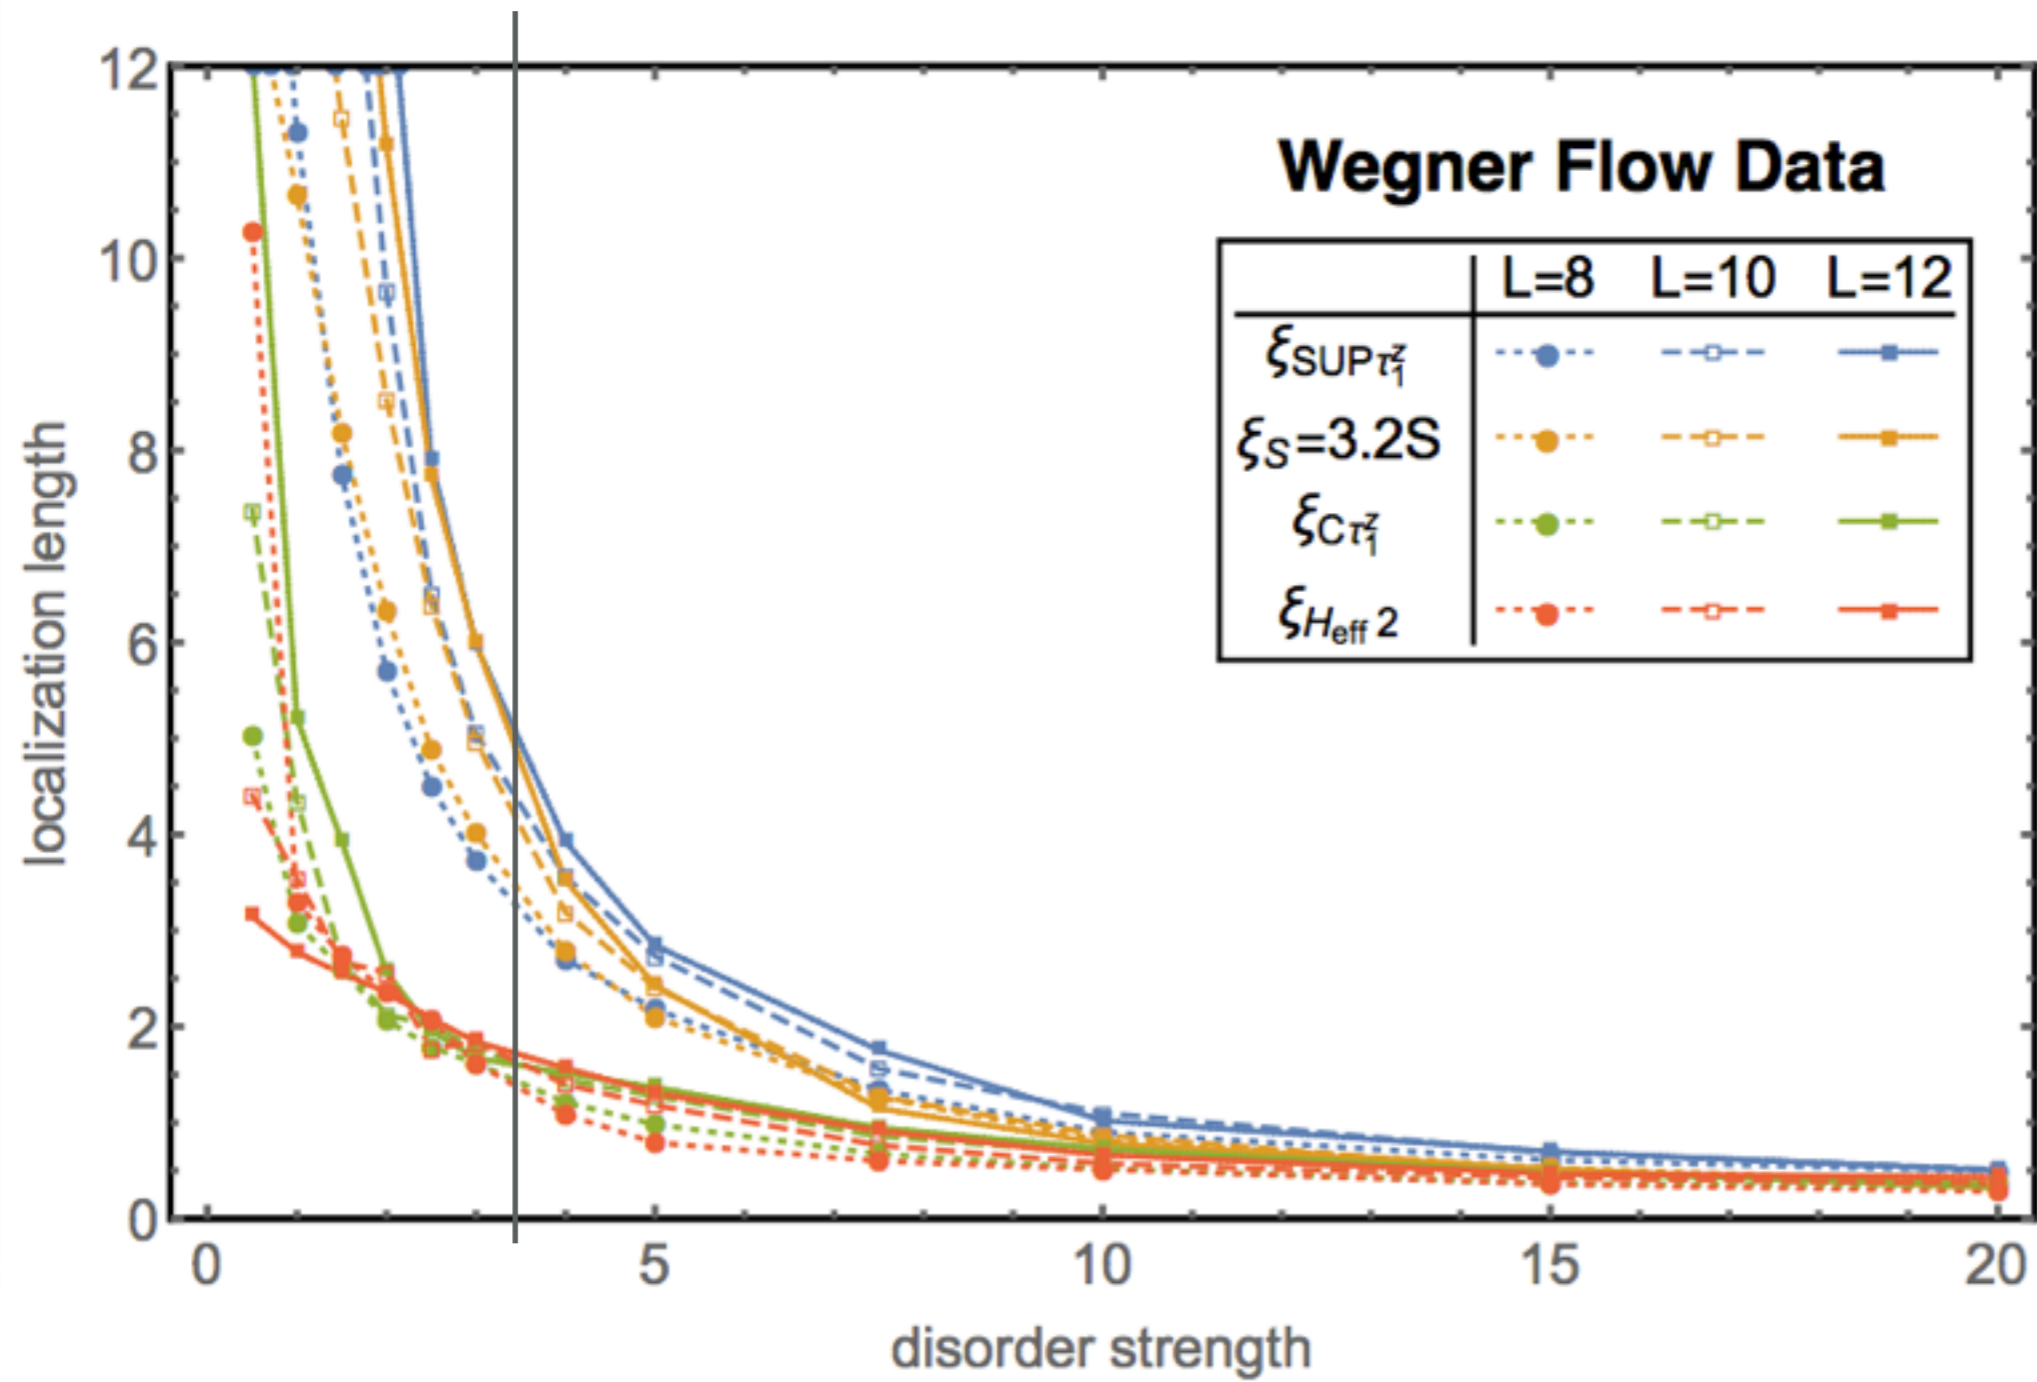 Wegner Flow Data
L=8 L=10 L=12
ξSUPτ₁ᶻ
ξS=3.2S
ξCτ₁ᶻ
ξHeff 2
localization length
12
10
8
6
4
2
0
0 5 10 15 20
disorder strength